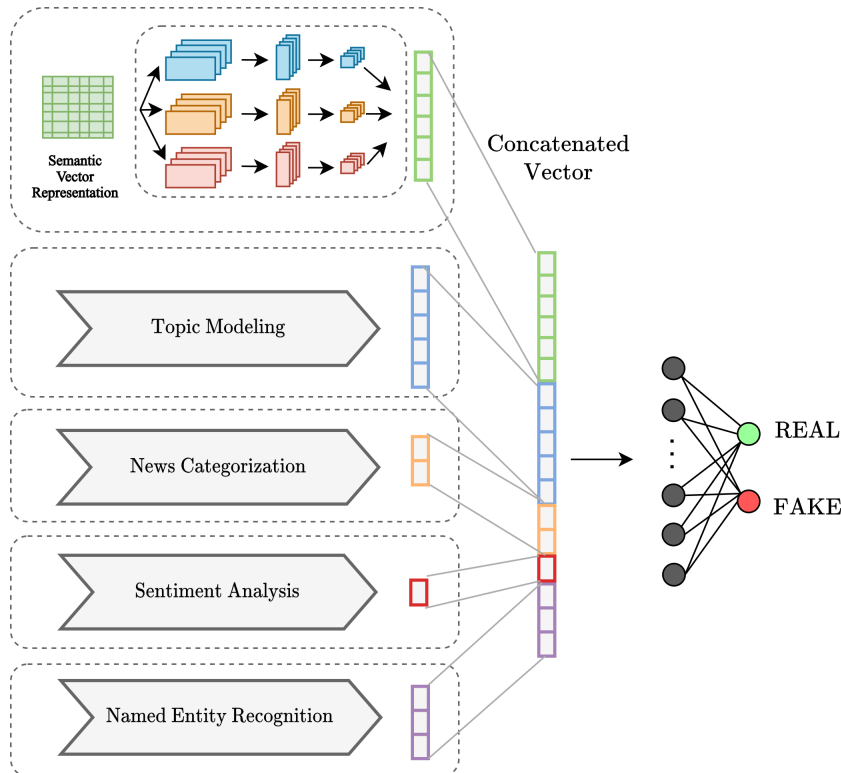 Semantic
Vector
Representation
Concatenated
Vector
Topic Modeling
News Categorization
Sentiment Analysis
Named Entity Recognition
REAL
FAKE